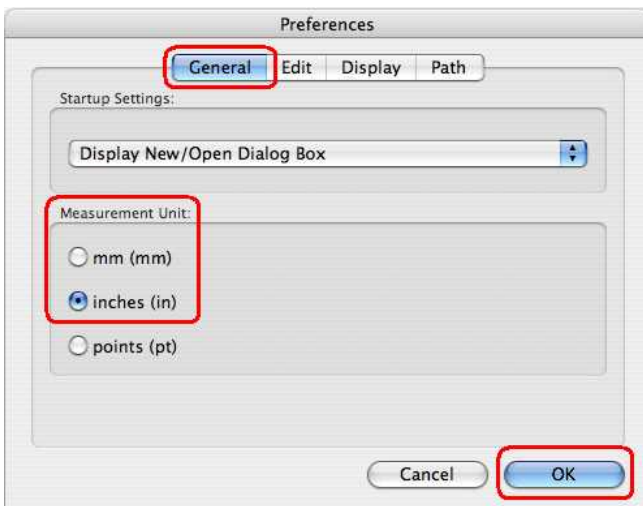 Preferences
General Edit Display Path
Startup Settings:
Display New/Open Dialog Box
Measurement Unit:
mm (mm)
inches (in)
points (pt)
Cancel OK